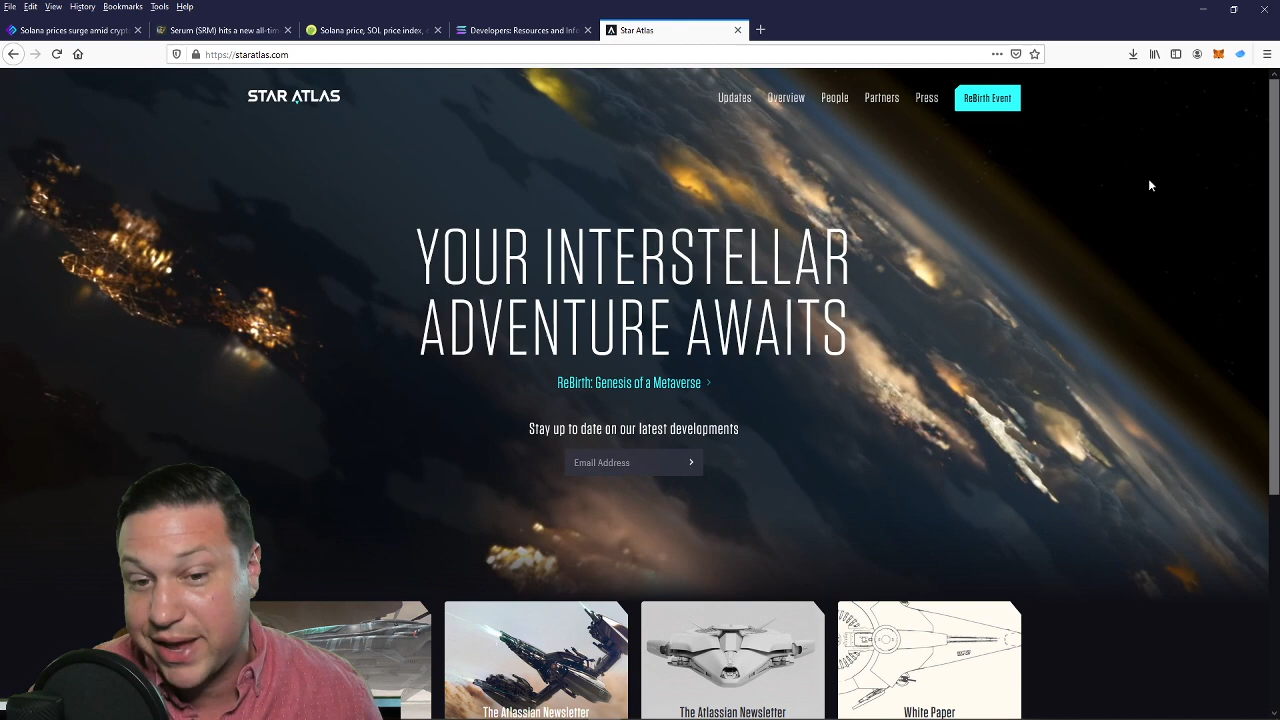 File Edit View History Bookmarks Tools Help
Solana prices surge amid crypt
Serum (SRM) hits a new all-tim
Solana price, SOL price index, c
Developers: Resources and Info
Star Atlas
https://staratlas.com
STAR ATLAS
Updates Overview People Partners Press ReBirth Event
YOUR INTERSTELLAR
ADVENTURE AWAITS
ReBirth: Genesis of a Metaverse
Stay up to date on our latest developments
Email Address
The Atlassian Newsletter
The Atlassian Newsletter
White Paper